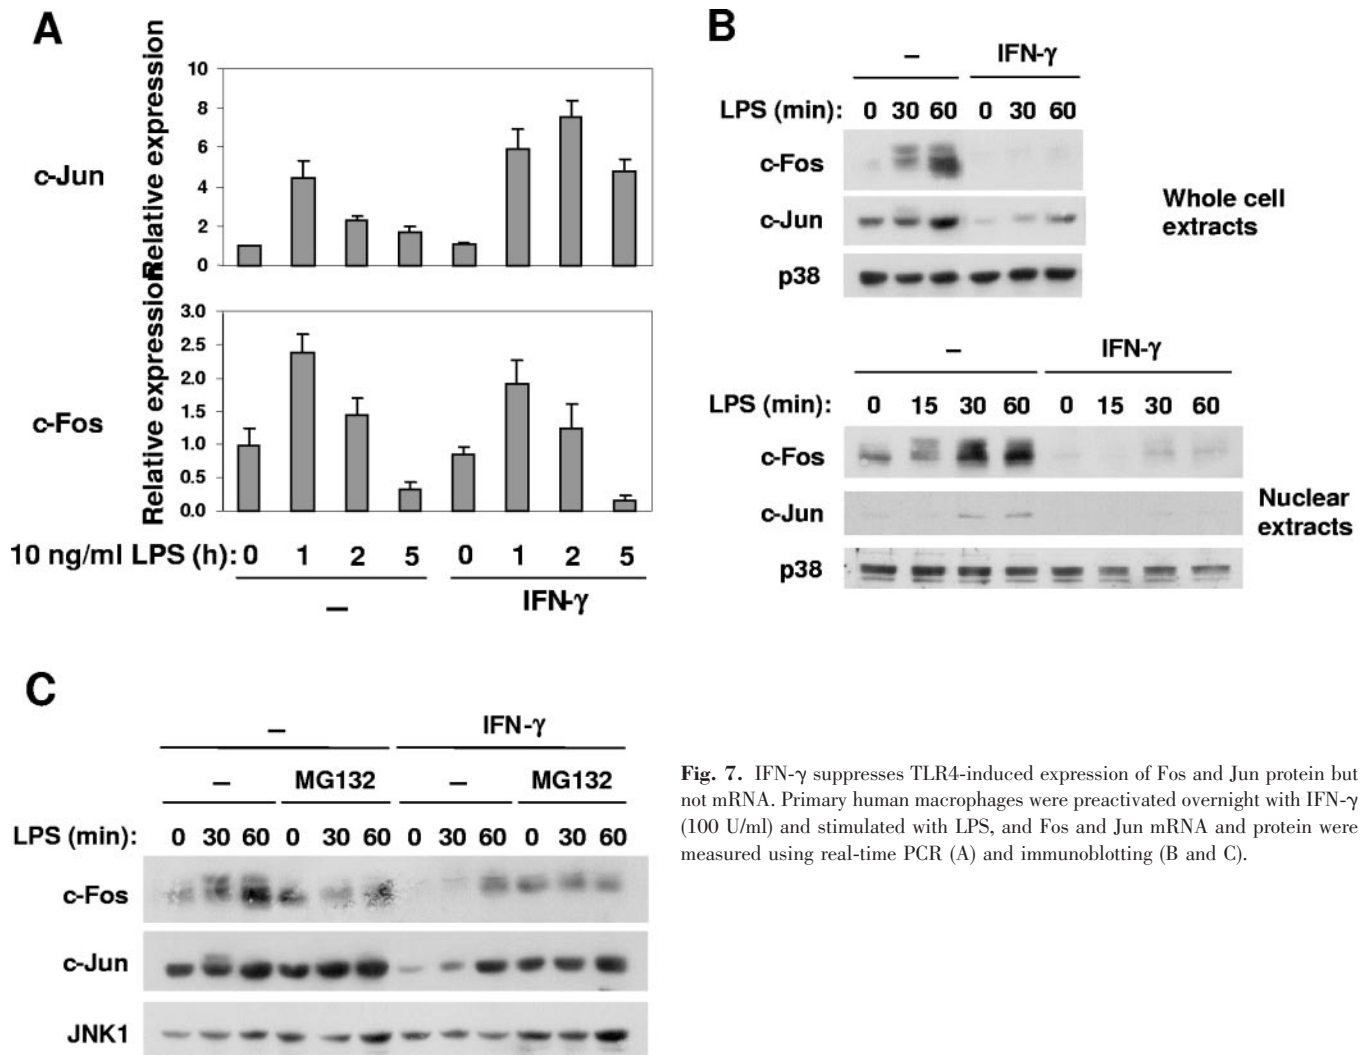 A
Relative expression
c-Jun
10
8
6
4
2
0
Relative expression
c-Fos
3.0
2.5
2.0
1.5
1.0
0.5
0.0
10 ng/ml LPS (h): 0 1 2 5 0 1 2 5
– IFN-γ
B
– IFN-γ
LPS (min): 0 30 60 0 30 60
c-Fos
c-Jun
p38
Whole cell
extracts
– IFN-γ
LPS (min): 0 15 30 60 0 15 30 60
c-Fos
c-Jun
p38
Nuclear
extracts
C
– IFN-γ
– MG132 – MG132
LPS (min): 0 30 60 0 30 60 0 30 60 0 30 60
c-Fos
c-Jun
JNK1
Fig. 7. IFN-γ suppresses TLR4-induced expression of Fos and Jun protein but
not mRNA. Primary human macrophages were preactivated overnight with IFN-γ
(100 U/ml) and stimulated with LPS, and Fos and Jun mRNA and protein were
measured using real-time PCR (A) and immunoblotting (B and C).